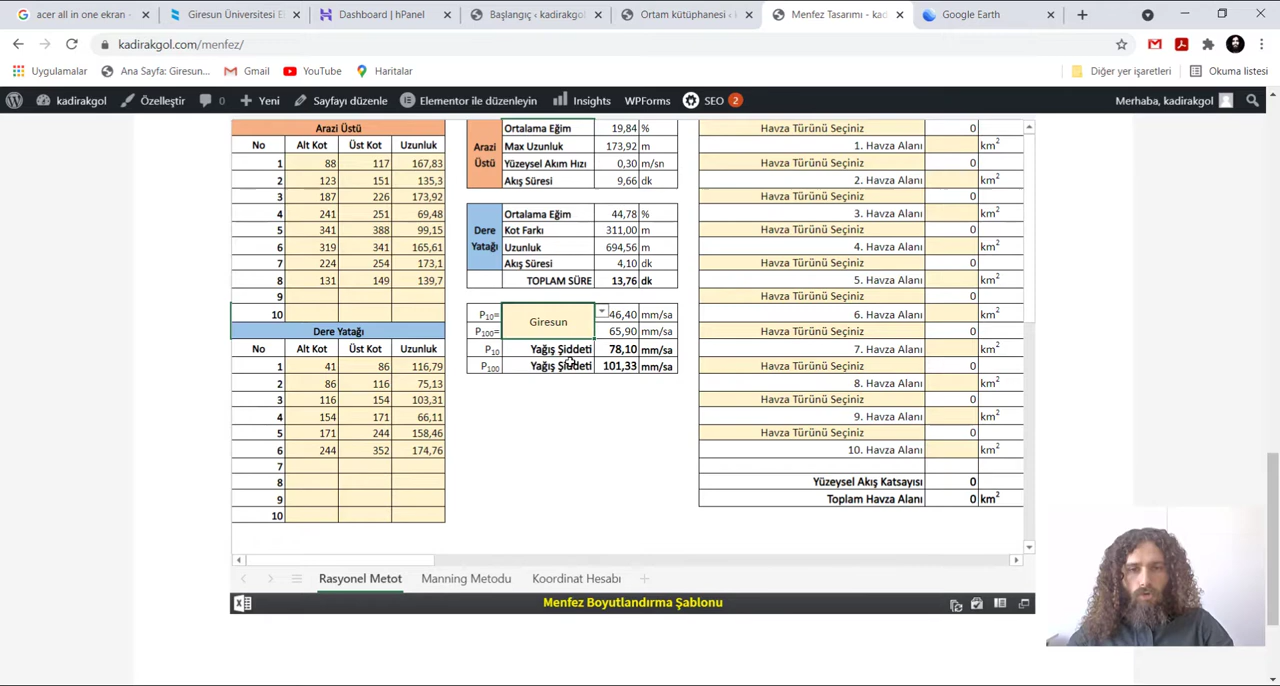 acer all in one ekran -
Giresun Üniversitesi E
Dashboard | hPanel
Başlangıç ‹ kadirakgol
Ortam kütüphanesi ‹ k
Menfez Tasarımı - kad
Google Earth
kadirakgol.com/menfez/
Uygulamalar
Ana Sayfa: Giresun...
Gmail
YouTube
Haritalar
Diğer yer işaretleri
Okuma listesi
kadirakgol
Özelleştir
0
Yeni
Sayfayı düzenle
Elementor ile düzenleyin
Insights
WPForms
SEO 2
Merhaba, kadirakgol
Arazi Üstü
No Alt Kot Üst Kot Uzunluk
1 88 117 167,83
2 123 151 135,3
3 187 226 173,92
4 241 251 69,48
5 341 388 99,15
6 319 341 165,61
7 224 254 173,1
8 131 149 139,7
9
10
Dere Yatağı
No Alt Kot Üst Kot Uzunluk
1 41 86 116,79
2 86 116 75,13
3 116 154 103,31
4 154 171 66,11
5 171 244 158,46
6 244 352 174,76
7
8
9
10
Arazi Üstü
Ortalama Eğim 19,84 %
Max Uzunluk 173,92 m
Yüzeysel Akım Hızı 0,30 m/sn
Akış Süresi 9,66 dk
Dere Yatağı
Ortalama Eğim 44,78 %
Kot Farkı 311,00 m
Uzunluk 694,56 m
Akış Süresi 4,10 dk
TOPLAM SÜRE 13,76 dk
P10= Giresun 46,40 mm/sa
P100= 65,90 mm/sa
P10 Yağış Şiddeti 78,10 mm/sa
P100 Yağış Şiddeti 101,33 mm/sa
Havza Türünü Seçiniz 0
1. Havza Alanı km2
Havza Türünü Seçiniz 0
2. Havza Alanı km2
Havza Türünü Seçiniz 0
3. Havza Alanı km2
Havza Türünü Seçiniz 0
4. Havza Alanı km2
Havza Türünü Seçiniz 0
5. Havza Alanı km2
Havza Türünü Seçiniz 0
6. Havza Alanı km2
Havza Türünü Seçiniz 0
7. Havza Alanı km2
Havza Türünü Seçiniz 0
8. Havza Alanı km2
Havza Türünü Seçiniz 0
9. Havza Alanı km2
Havza Türünü Seçiniz 0
10. Havza Alanı km2
Yüzeysel Akış Katsayısı 0
Toplam Havza Alanı 0 km2
Rasyonel Metot
Manning Metodu
Koordinat Hesabı
Menfez Boyutlandırma Şablonu